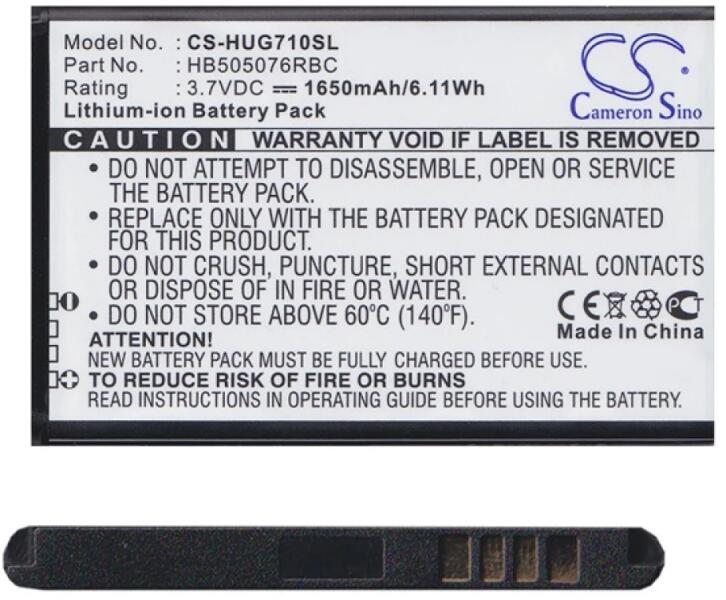 Model No. : CS-HUG710SL
Part No. : HB505076RBC
Rating : 3.7VDC 1650mAh/6.11Wh
Lithium-ion Battery Pack
CS
Cameron Sino
CAUTION WARRANTY VOID IF LABEL IS REMOVED
• DO NOT ATTEMPT TO DISASSEMBLE, OPEN OR SERVICE
THE BATTERY PACK.
• REPLACE ONLY WITH THE BATTERY PACK DESIGNATED
FOR THIS PRODUCT.
• DO NOT CRUSH, PUNCTURE, SHORT EXTERNAL CONTACTS
OR DISPOSE OF IN FIRE OR WATER.
• DO NOT STORE ABOVE 60°C (140°F).
CE PCT
Made In China
ATTENTION!
NEW BATTERY PACK MUST BE FULLY CHARGED BEFORE USE
TO REDUCE RISK OF FIRE OR BURNS
READ INSTRUCTIONS IN OPERATING GUIDE BEFORE USING THE BATTERY